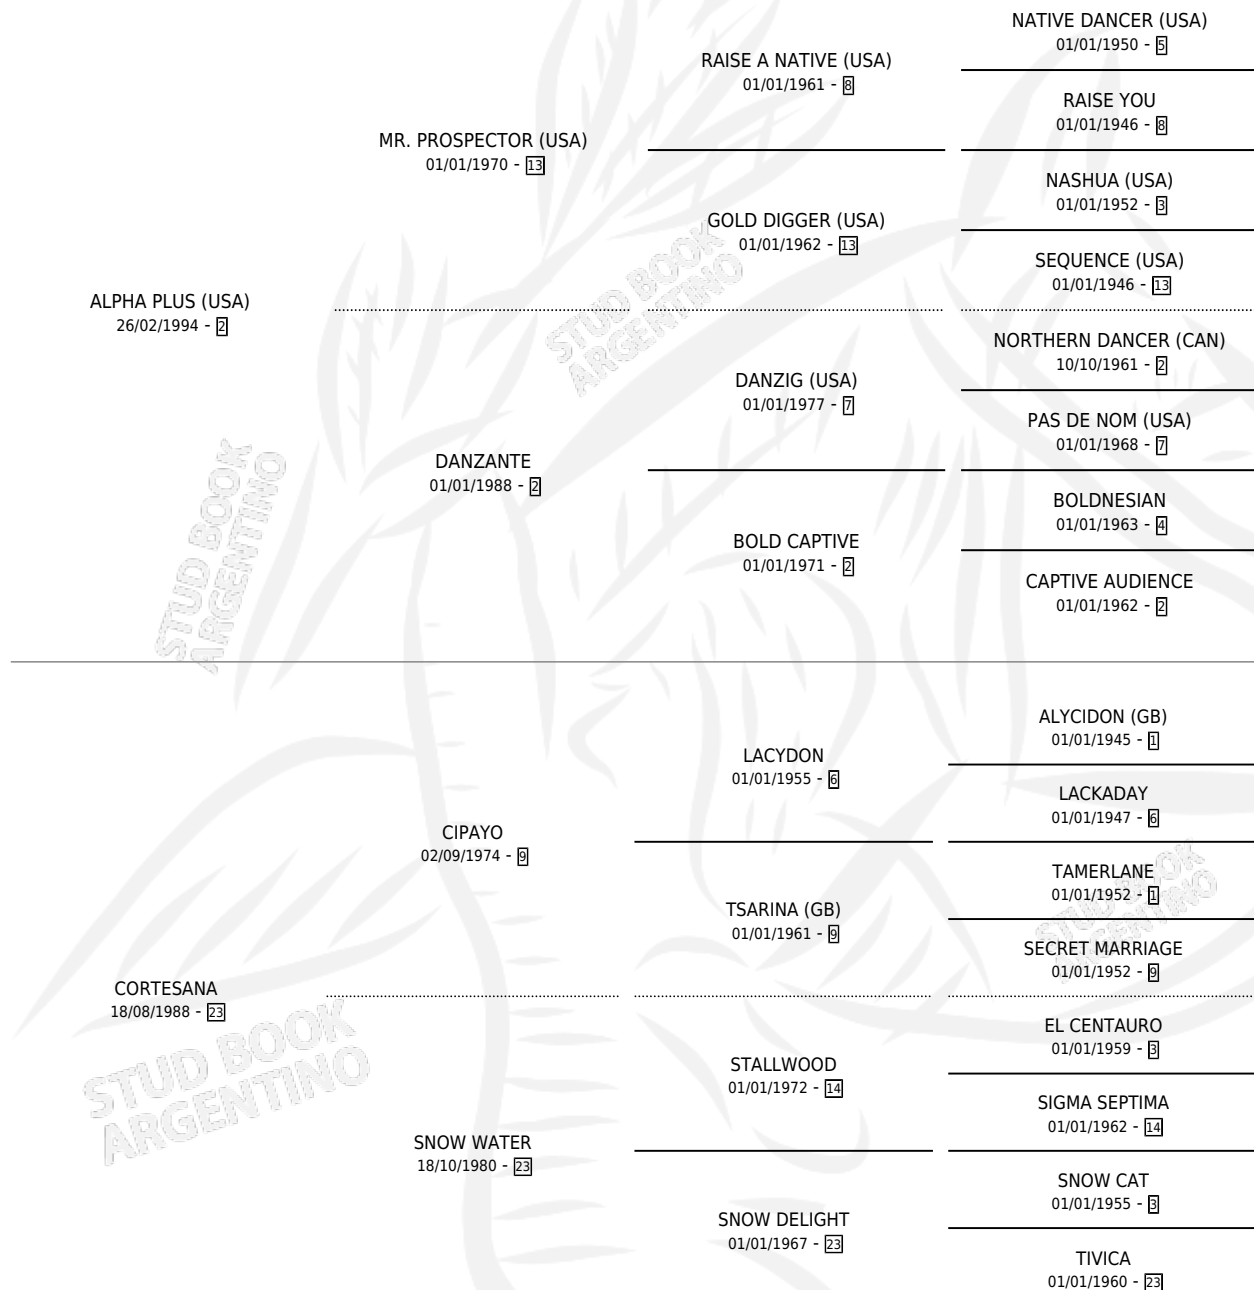 NATIVE DANCER (USA)
01/01/1950 - 5
RAISE A NATIVE (USA)
01/01/1961 - 8
RAISE YOU
01/01/1946 - 8
MR. PROSPECTOR (USA)
01/01/1970 - 13
NASHUA (USA)
01/01/1952 - 3
GOLD DIGGER (USA)
01/01/1962 - 13
SEQUENCE (USA)
01/01/1946 - 13
ALPHA PLUS (USA)
26/02/1994 - 2
NORTHERN DANCER (CAN)
10/10/1961 - 2
DANZIG (USA)
01/01/1977 - 7
PAS DE NOM (USA)
01/01/1968 - 7
DANZANTE
01/01/1988 - 2
BOLDNESIAN
01/01/1963 - 4
BOLD CAPTIVE
01/01/1971 - 2
CAPTIVE AUDIENCE
01/01/1962 - 2
STUD BOOK
ARGENTINO
STUD BOOK
ARGENTINO
ALYCIDON (GB)
01/01/1945 - 1
LACYDON
01/01/1955 - 6
LACKADAY
01/01/1947 - 6
CIPAYO
02/09/1974 - 9
TAMERLANE
01/01/1952 - 1
TSARINA (GB)
01/01/1961 - 9
SECRET MARRIAGE
01/01/1952 - 9
STUD BOOK
ARGENTINO
CORTESANA
18/08/1988 - 23
EL CENTAURO
01/01/1959 - 3
STALLWOOD
01/01/1972 - 14
SIGMA SEPTIMA
01/01/1962 - 14
STUD BOOK
ARGENTINO
SNOW WATER
18/10/1980 - 23
SNOW CAT
01/01/1955 - 3
SNOW DELIGHT
01/01/1967 - 23
TIVICA
01/01/1960 - 23